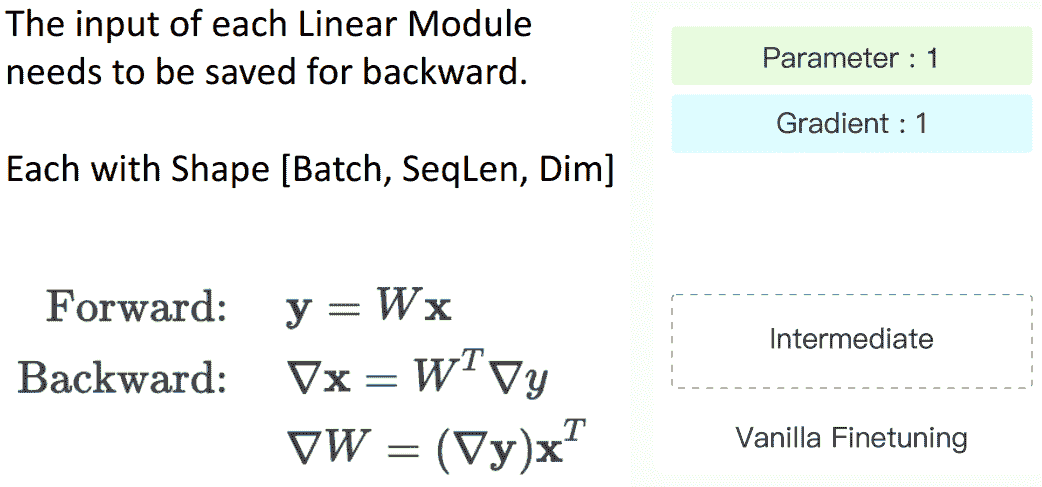 The input of each Linear Module
needs to be saved for backward.
Each with Shape [Batch, SeqLen, Dim]
Forward: y = Wx
Backward: ∇x = W^T ∇y
∇W = (∇y)x^T
Parameter : 1
Gradient : 1
Intermediate
Vanilla Finetuning